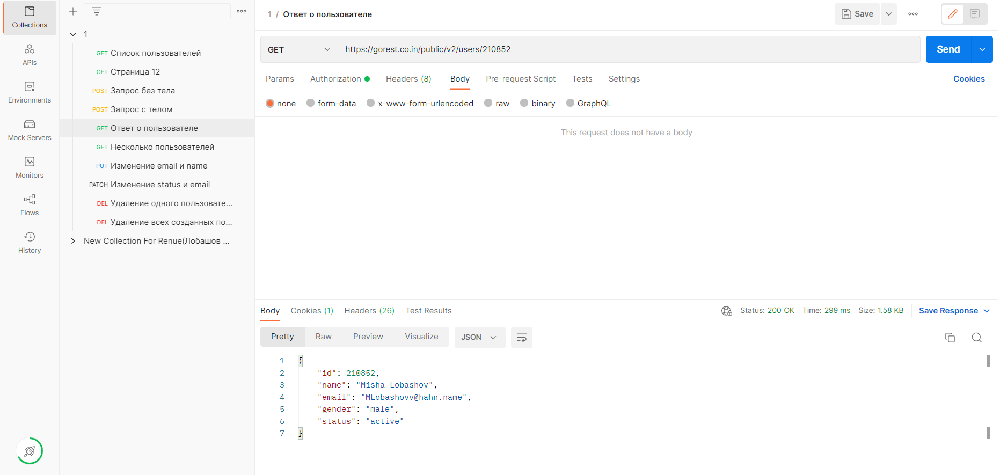 Collections
APIs
Environments
Mock Servers
Monitors
Flows
History
1
GET Список пользователей
GET Страница 12
POST Запрос без тела
POST Запрос с телом
GET Ответ о пользователе
GET Несколько пользователей
PUT Изменение email и name
PATCH Изменение status и email
DEL Удаление одного пользовате...
DEL Удаление всех созданных по...
New Collection For Renue(Лобашов ...
1 / Ответ о пользователе
Save
GET https://gorest.co.in/public/v2/users/210852
Send
Params Authorization Headers (8) Body Pre-request Script Tests Settings Cookies
none form-data x-www-form-urlencoded raw binary GraphQL
This request does not have a body
Body Cookies (1) Headers (26) Test Results Status: 200 OK Time: 299 ms Size: 1.58 KB Save Response
Pretty Raw Preview Visualize JSON
1 {
2 "id": 210852,
3 "name": "Misha Lobashov",
4 "email": "MLobashovv@hahn.name",
5 "gender": "male",
6 "status": "active"
7 }